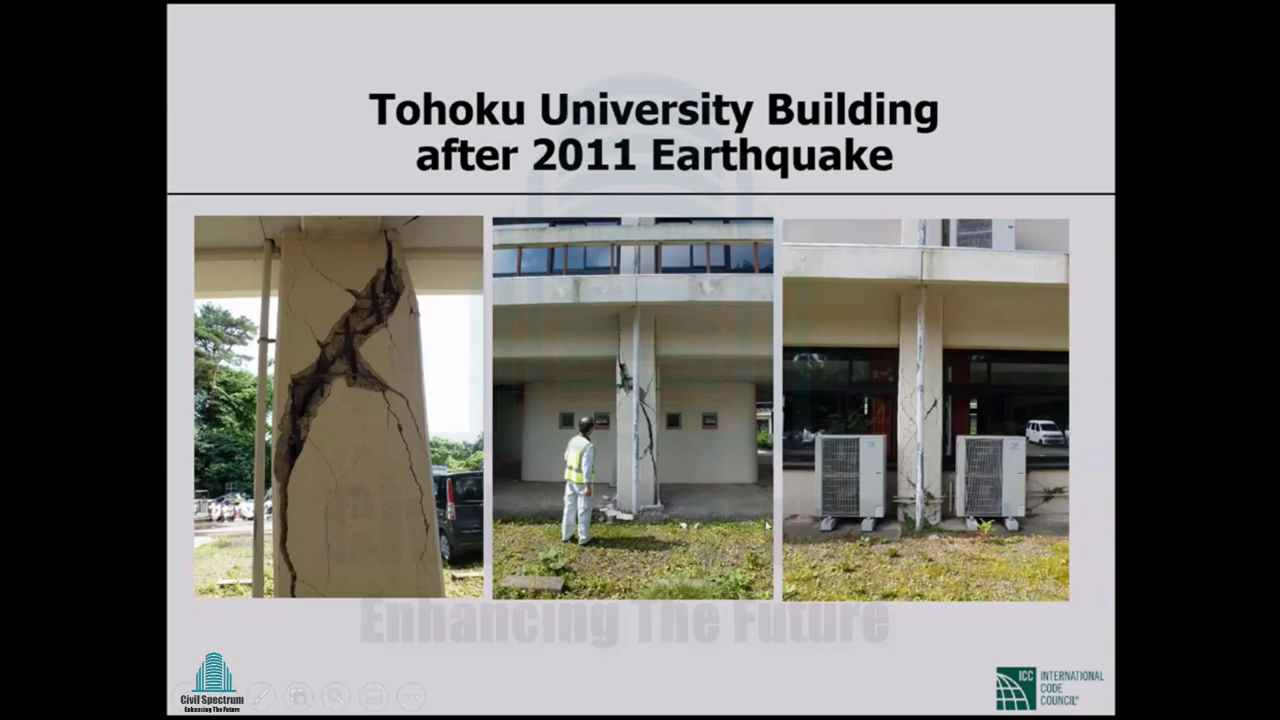 Tohoku University Building
after 2011 Earthquake
Enhancing The Future
Civil Spectrum
Enhancing The Future
ICC
INTERNATIONAL
CODE
COUNCIL®